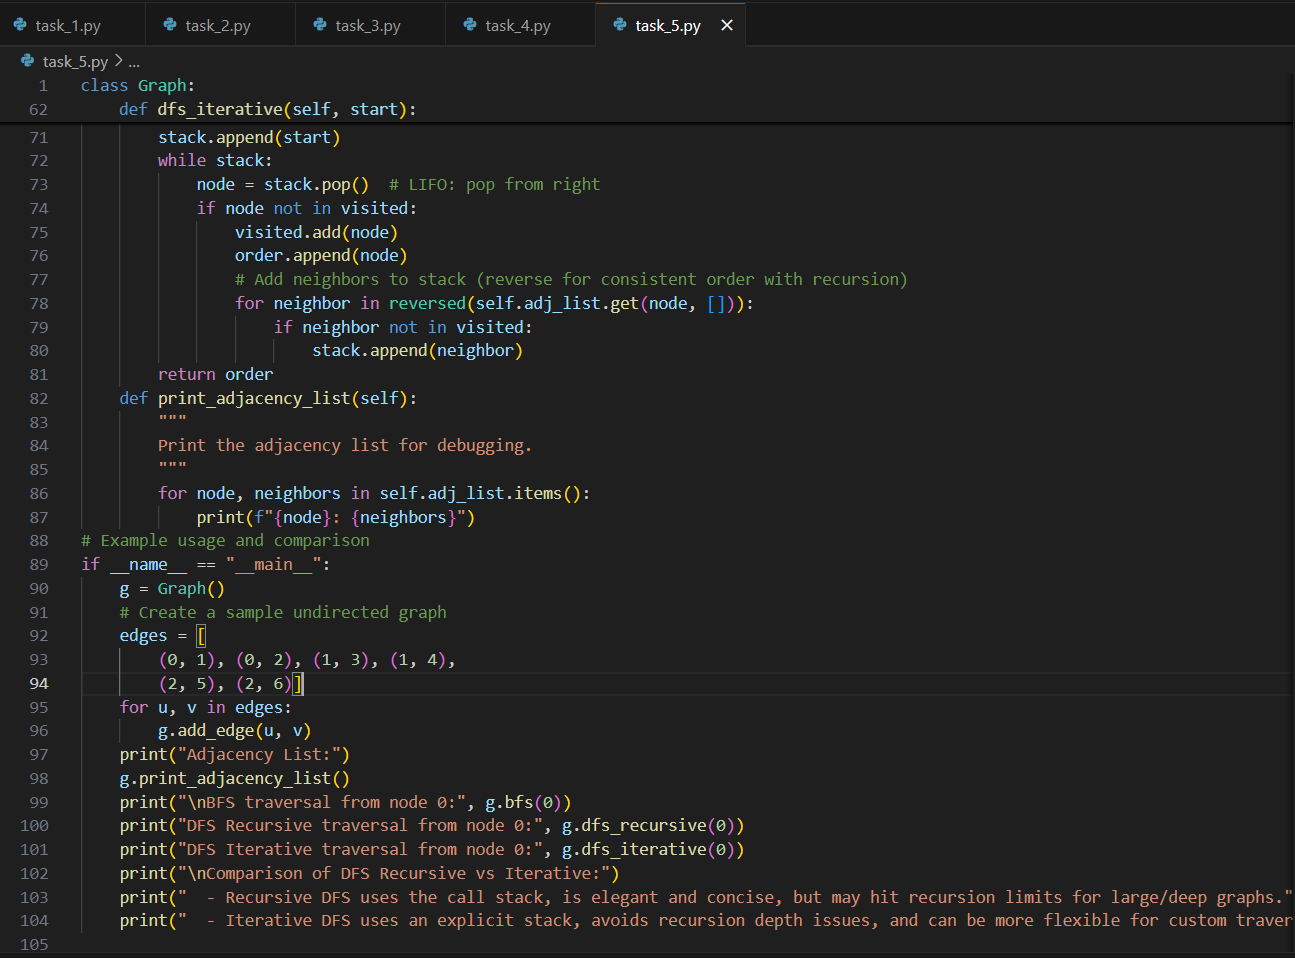 task_1.py task_2.py task_3.py task_4.py task_5.py
task_5.py > ...
1 class Graph:
62     def dfs_iterative(self, start):
71         stack.append(start)
72         while stack:
73             node = stack.pop()  # LIFO: pop from right
74             if node not in visited:
75                 visited.add(node)
76                 order.append(node)
77                 # Add neighbors to stack (reverse for consistent order with recursion)
78                 for neighbor in reversed(self.adj_list.get(node, [])):
79                     if neighbor not in visited:
80                         stack.append(neighbor)
81         return order
82     def print_adjacency_list(self):
83         """
84         Print the adjacency list for debugging.
85         """
86         for node, neighbors in self.adj_list.items():
87             print(f"{node}: {neighbors}")
88 # Example usage and comparison
89 if __name__ == "__main__":
90     g = Graph()
91     # Create a sample undirected graph
92     edges = [
93         (0, 1), (0, 2), (1, 3), (1, 4),
94         (2, 5), (2, 6)]
95     for u, v in edges:
96         g.add_edge(u, v)
97     print("Adjacency List:")
98     g.print_adjacency_list()
99     print("\nBFS traversal from node 0:", g.bfs(0))
100     print("DFS Recursive traversal from node 0:", g.dfs_recursive(0))
101     print("DFS Iterative traversal from node 0:", g.dfs_iterative(0))
102     print("\nComparison of DFS Recursive vs Iterative:")
103     print("  - Recursive DFS uses the call stack, is elegant and concise, but may hit recursion limits for large/deep graphs."
104     print("  - Iterative DFS uses an explicit stack, avoids recursion depth issues, and can be more flexible for custom traver
105